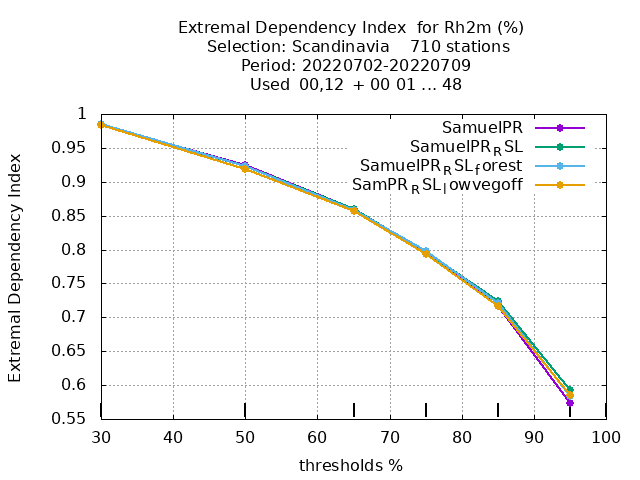 Extremal Dependency Index  for Rh2m (%)
Selection: Scandinavia    710 stations
Period: 20220702-20220709
Used  00,12  + 00 01 ... 48
SamuelPR
SamuelPR_RSL
SamuelPR_RSL_forest
SamPR_RSL_lowvegoff
Extremal Dependency Index
1
0.95
0.9
0.85
0.8
0.75
0.7
0.65
0.6
0.55
30 40 50 60 70 80 90 100
thresholds %